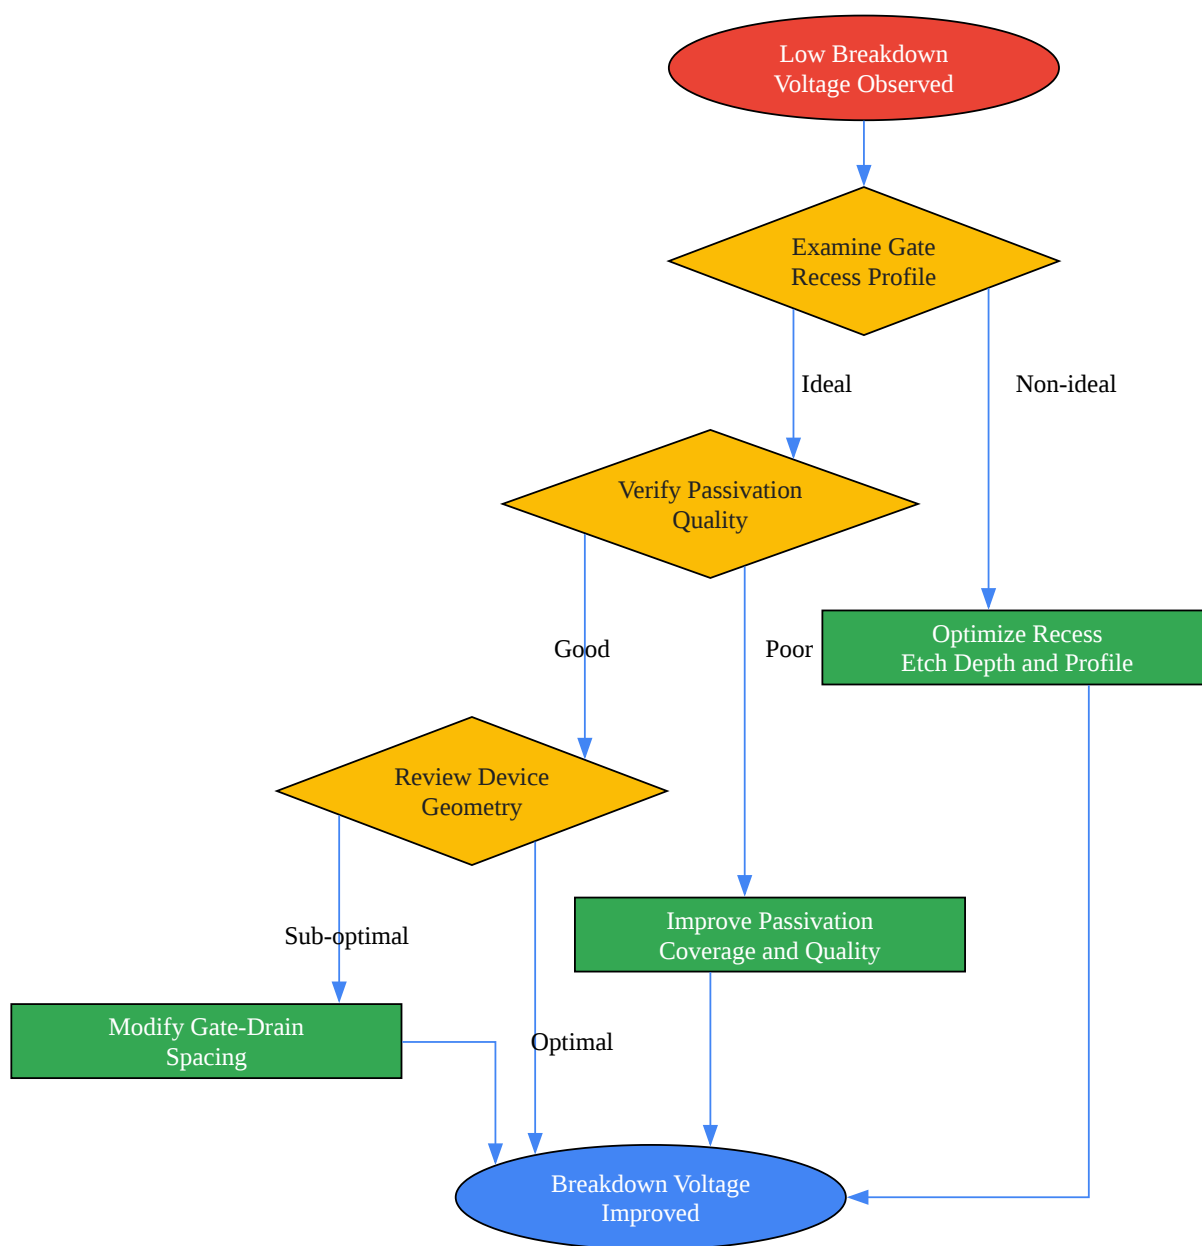 Low Breakdown
Voltage Observed
Examine Gate
Recess Profile
Ideal
Non-ideal
Verify Passivation
Quality
Good
Poor
Optimize Recess
Etch Depth and Profile
Review Device
Geometry
Sub-optimal
Improve Passivation
Coverage and Quality
Modify Gate-Drain
Spacing
Optimal
Breakdown Voltage
Improved